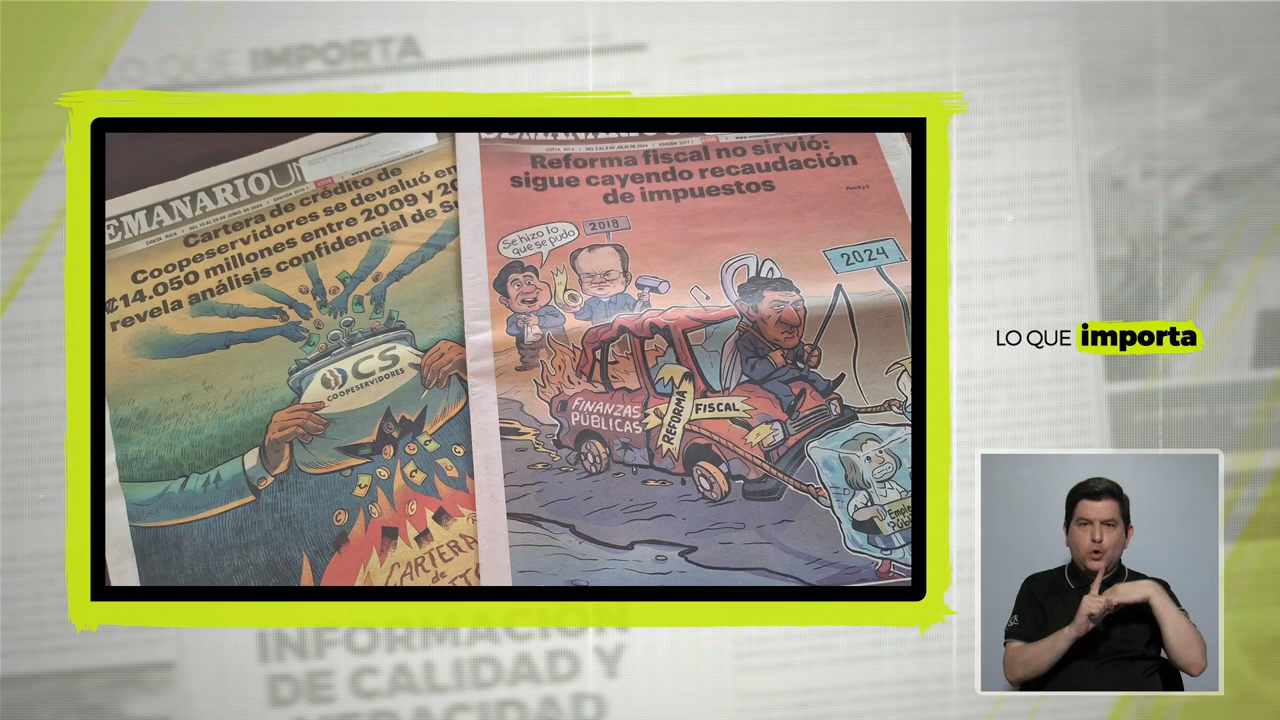 LO QUE IMPORTA
SEMANARIO
Cartera de crédito de
Coopeservidores se devaluó en
₡14.050 millones entre 2009 y 20
revela análisis confidencial de Su
CS
COOPESERVIDORES
CARTERA
de
Reforma fiscal no sirvió:
sigue cayendo recaudación
de impuestos
Se hizo lo
que se pudo
2018
2024
FINANZAS
PÚBLICAS
REFORMA
FISCAL
LO QUE importa
INFORMACIÓN
DE CALIDAD Y
VERACIDAD